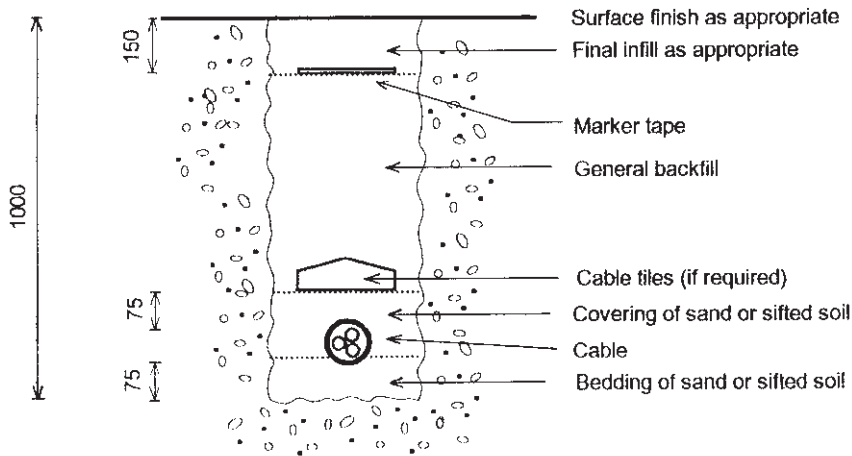 Surface finish as appropriate
150
Final infill as appropriate
Marker tape
General backfill
1000
Cable tiles (if required)
75
Covering of sand or sifted soil
Cable
75
Bedding of sand or sifted soil